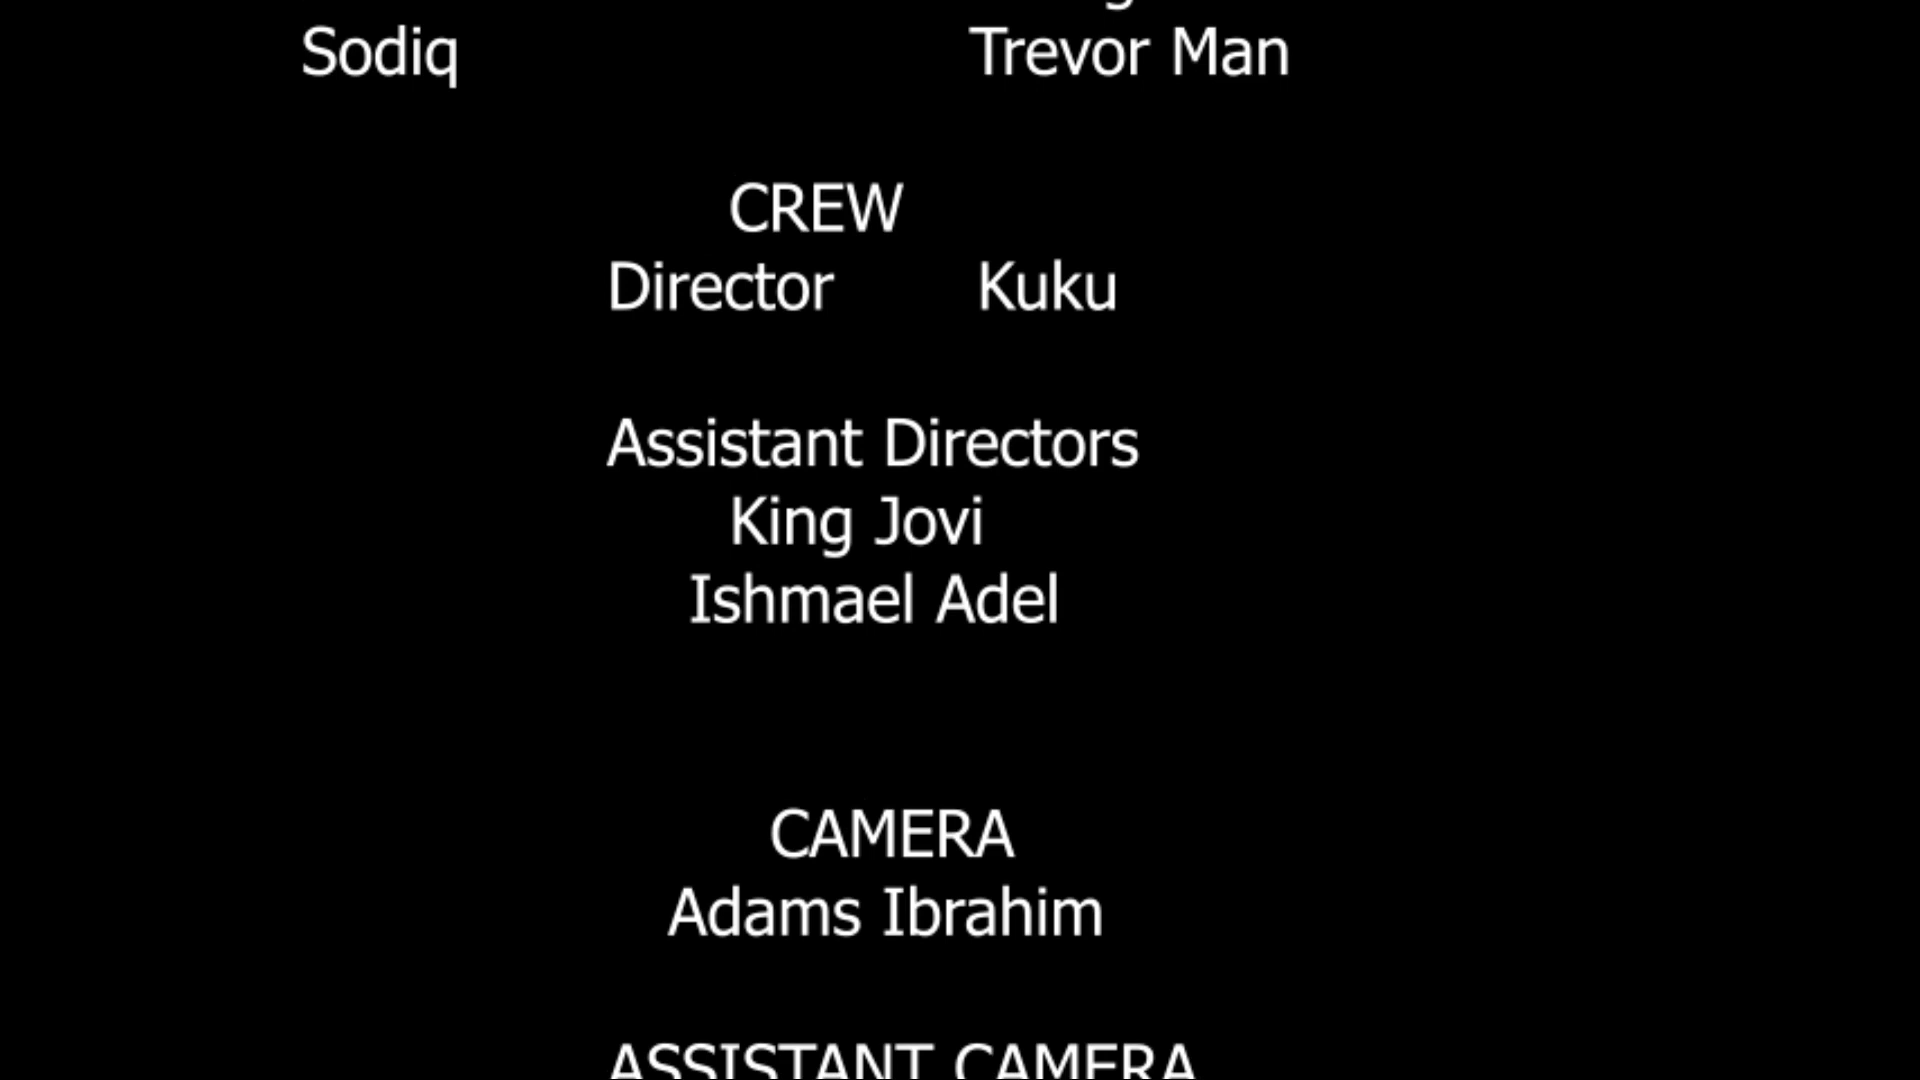 Sodiq Trevor Man
CREW
Director Kuku
Assistant Directors
King Jovi
Ishmael Adel
CAMERA
Adams Ibrahim
ASSISTANT CAMERA